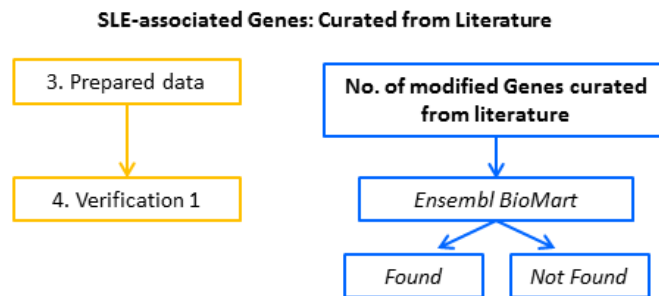 SLE-associated Genes: Curated from Literature
3. Prepared data
No. of modified Genes curated
from literature
4. Verification 1
Ensembl BioMart
Found
Not Found